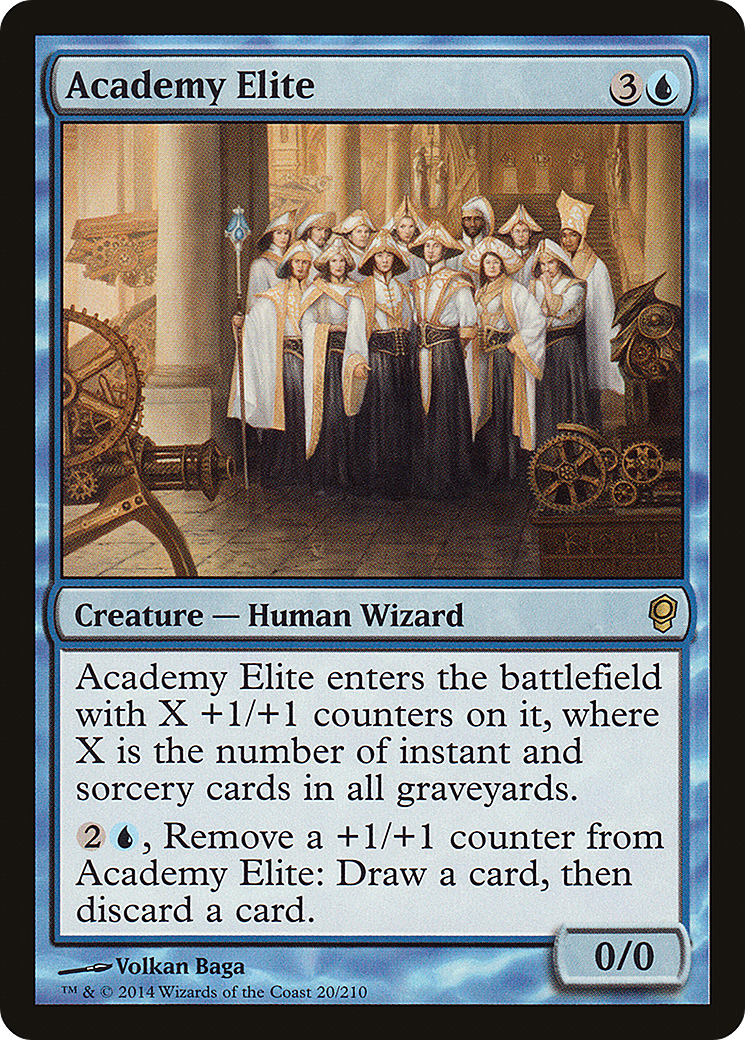 Academy Elite 3
Creature — Human Wizard
Academy Elite enters the battlefield
with X +1/+1 counters on it, where
X is the number of instant and
sorcery cards in all graveyards.
2 , Remove a +1/+1 counter from
Academy Elite: Draw a card, then
discard a card.
0/0
Volkan Baga
™ & © 2014 Wizards of the Coast 20/210